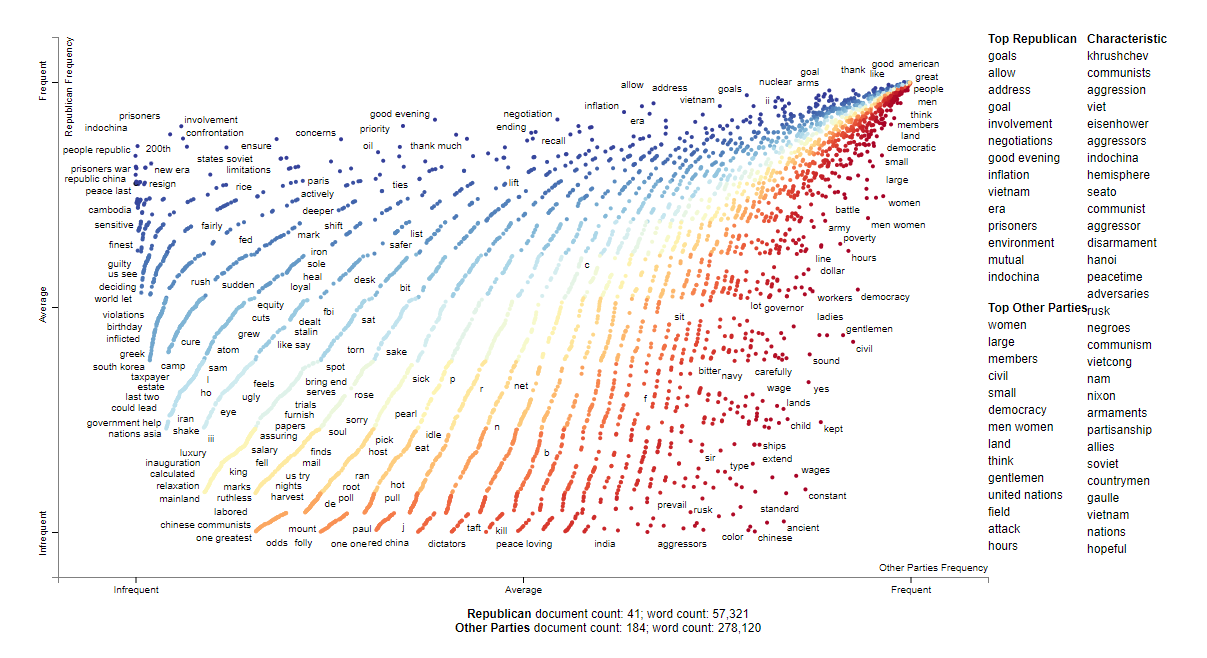 Frequent
Republican Frequency
Average
Infrequent
good american
thank like
goal
great
nuclear arms
people
allow address
goals
vietnam
ii
men
inflation
think
prisoners
good evening
negotiation
era
members
involvement
indochina
priority
ending
land
confrontation
concerns
recall
democratic
people republic
200th
ensure
oil
thank much
small
states soviet
prisoners war
new era
limitations
large
republic china
resign
rice
paris
ties
lift
peace last
actively
women
cambodia
deeper
battle
sensitive
fairly
shift
army
men women
finest
fed
mark
list
poverty
safer
guilty
iron
line
hours
us see
sole
c
dollar
deciding
rush
sudden
heal
desk
world let
loyal
bit
workers
democracy
violations
equity
fbi
lot governor
birthday
cuts
dealt
sat
sit
ladies
inflicted
grew
stalin
gentlemen
greek
cure
atom
like say
torn
sake
civil
south korea
camp
sam
spot
sound
taxpayer
l
feels
bring end
sick
p
bitter
navy
carefully
estate
ho
ugly
serves
rose
r
net
wage
yes
last two
could lead
eye
trials
f
lands
government help
iran
furnish
sorry
pearl
n
child
kept
nations asia
shake
papers
soul
iii
assuring
pick
idle
luxury
salary
finds
host
eat
b
ships
inauguration
fell
mail
sir
extend
calculated
king
us try
ran
type
wages
relaxation
marks
nights
root
hot
mainland
ruthless
harvest
poll
pull
constant
labored
de
prevail
rusk
standard
chinese communists
mount
paul
j
taft
kill
ancient
one greatest
odds
folly
one one
red china
dictators
peace loving
india
aggressors
color
chinese
Other Parties Frequency
Infrequent
Average
Frequent
Republican document count: 41; word count: 57,321
Other Parties document count: 184; word count: 278,120
Top Republican
goals
allow
address
goal
involvement
negotiations
good evening
inflation
vietnam
era
prisoners
environment
mutual
indochina
Top Other Parties
women
large
members
civil
small
democracy
men women
land
think
gentlemen
united nations
field
attack
hours
Characteristic
khrushchev
communists
aggression
viet
eisenhower
aggressors
indochina
hemisphere
seato
communist
aggressor
disarmament
hanoi
peacetime
adversaries
rusk
negroes
communism
vietcong
nam
nixon
armaments
partisanship
allies
soviet
countrymen
gaulle
vietnam
nations
hopeful